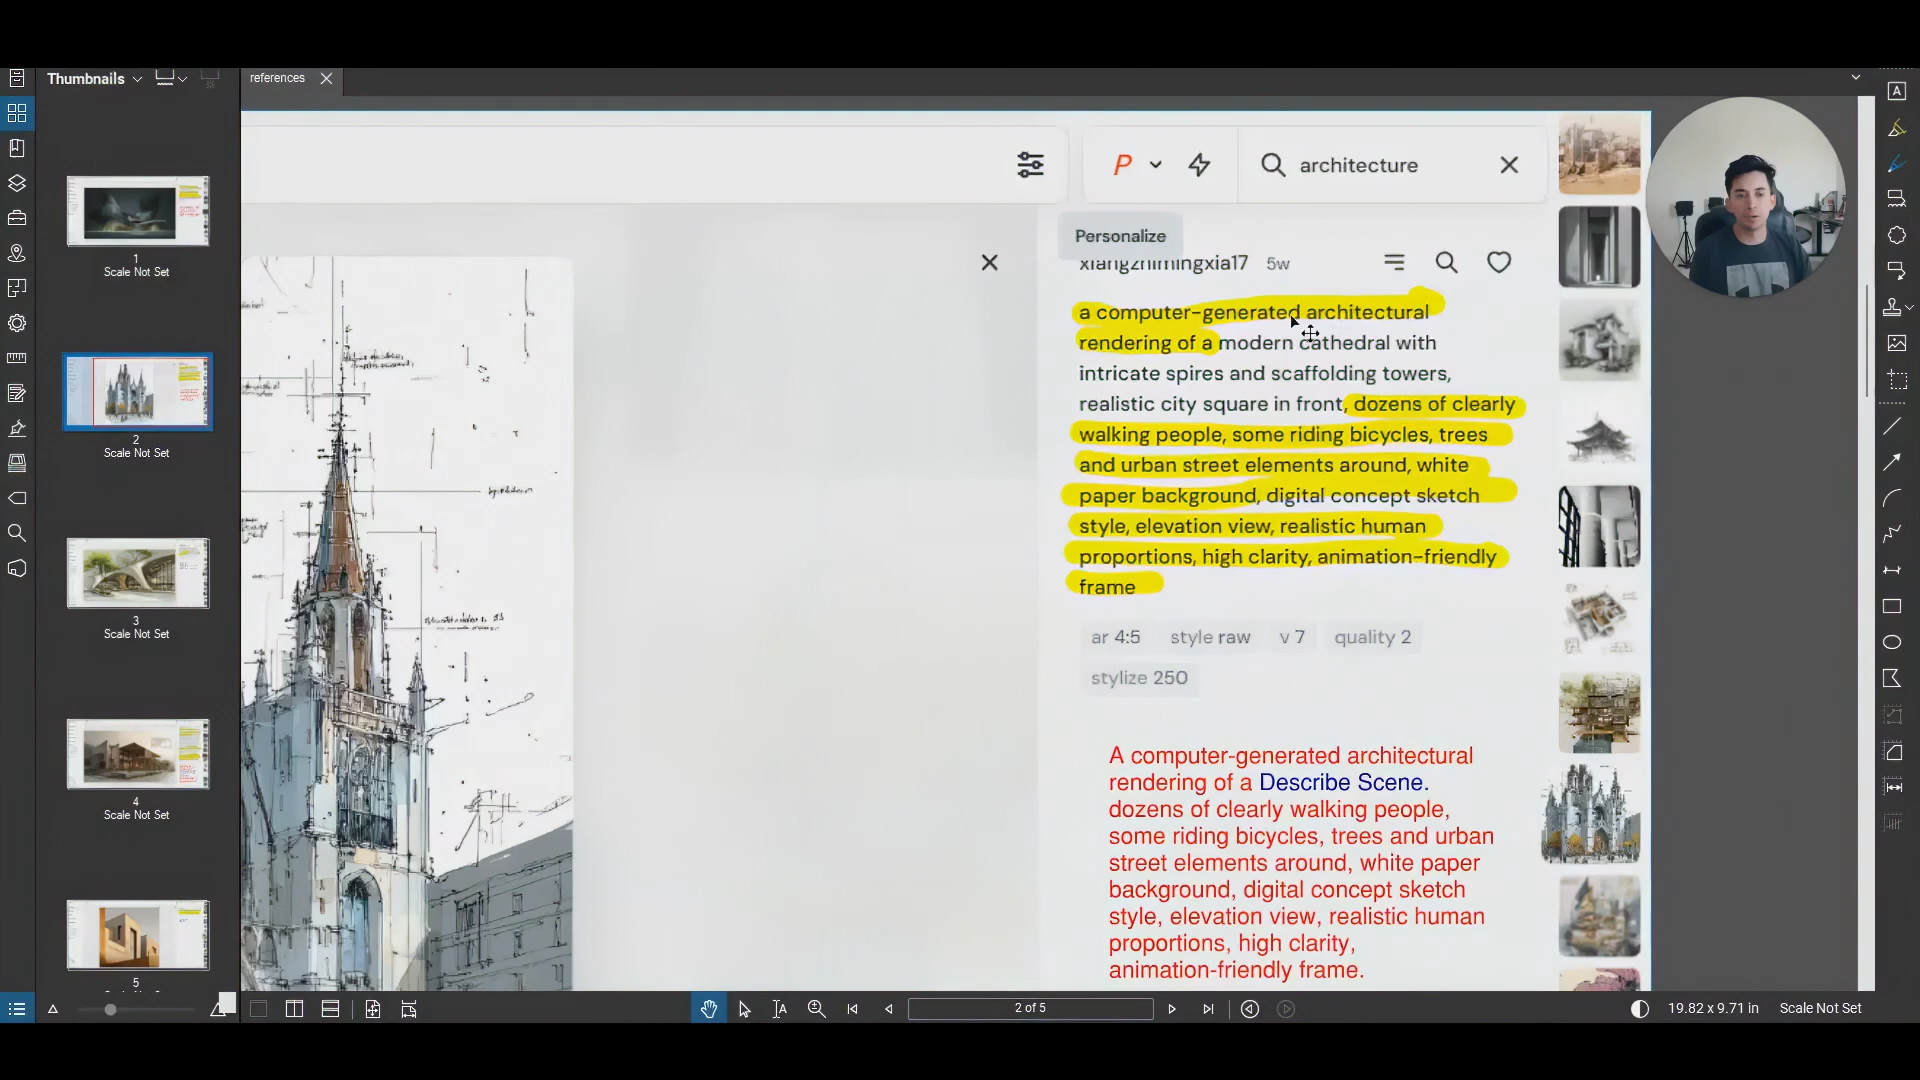 Thumbnails
references
1
Scale Not Set
2
Scale Not Set
3
Scale Not Set
4
Scale Not Set
5
P
architecture
Personalize
xiangzhimingxia17 5w
a computer-generated architectural
rendering of a modern cathedral with
intricate spires and scaffolding towers,
realistic city square in front, dozens of clearly
walking people, some riding bicycles, trees
and urban street elements around, white
paper background, digital concept sketch
style, elevation view, realistic human
proportions, high clarity, animation-friendly
frame
ar 4:5 style raw v 7 quality 2
stylize 250
A computer-generated architectural
rendering of a Describe Scene.
dozens of clearly walking people,
some riding bicycles, trees and urban
street elements around, white paper
background, digital concept sketch
style, elevation view, realistic human
proportions, high clarity,
animation-friendly frame.
2 of 5
19.82 x 9.71 in
Scale Not Set